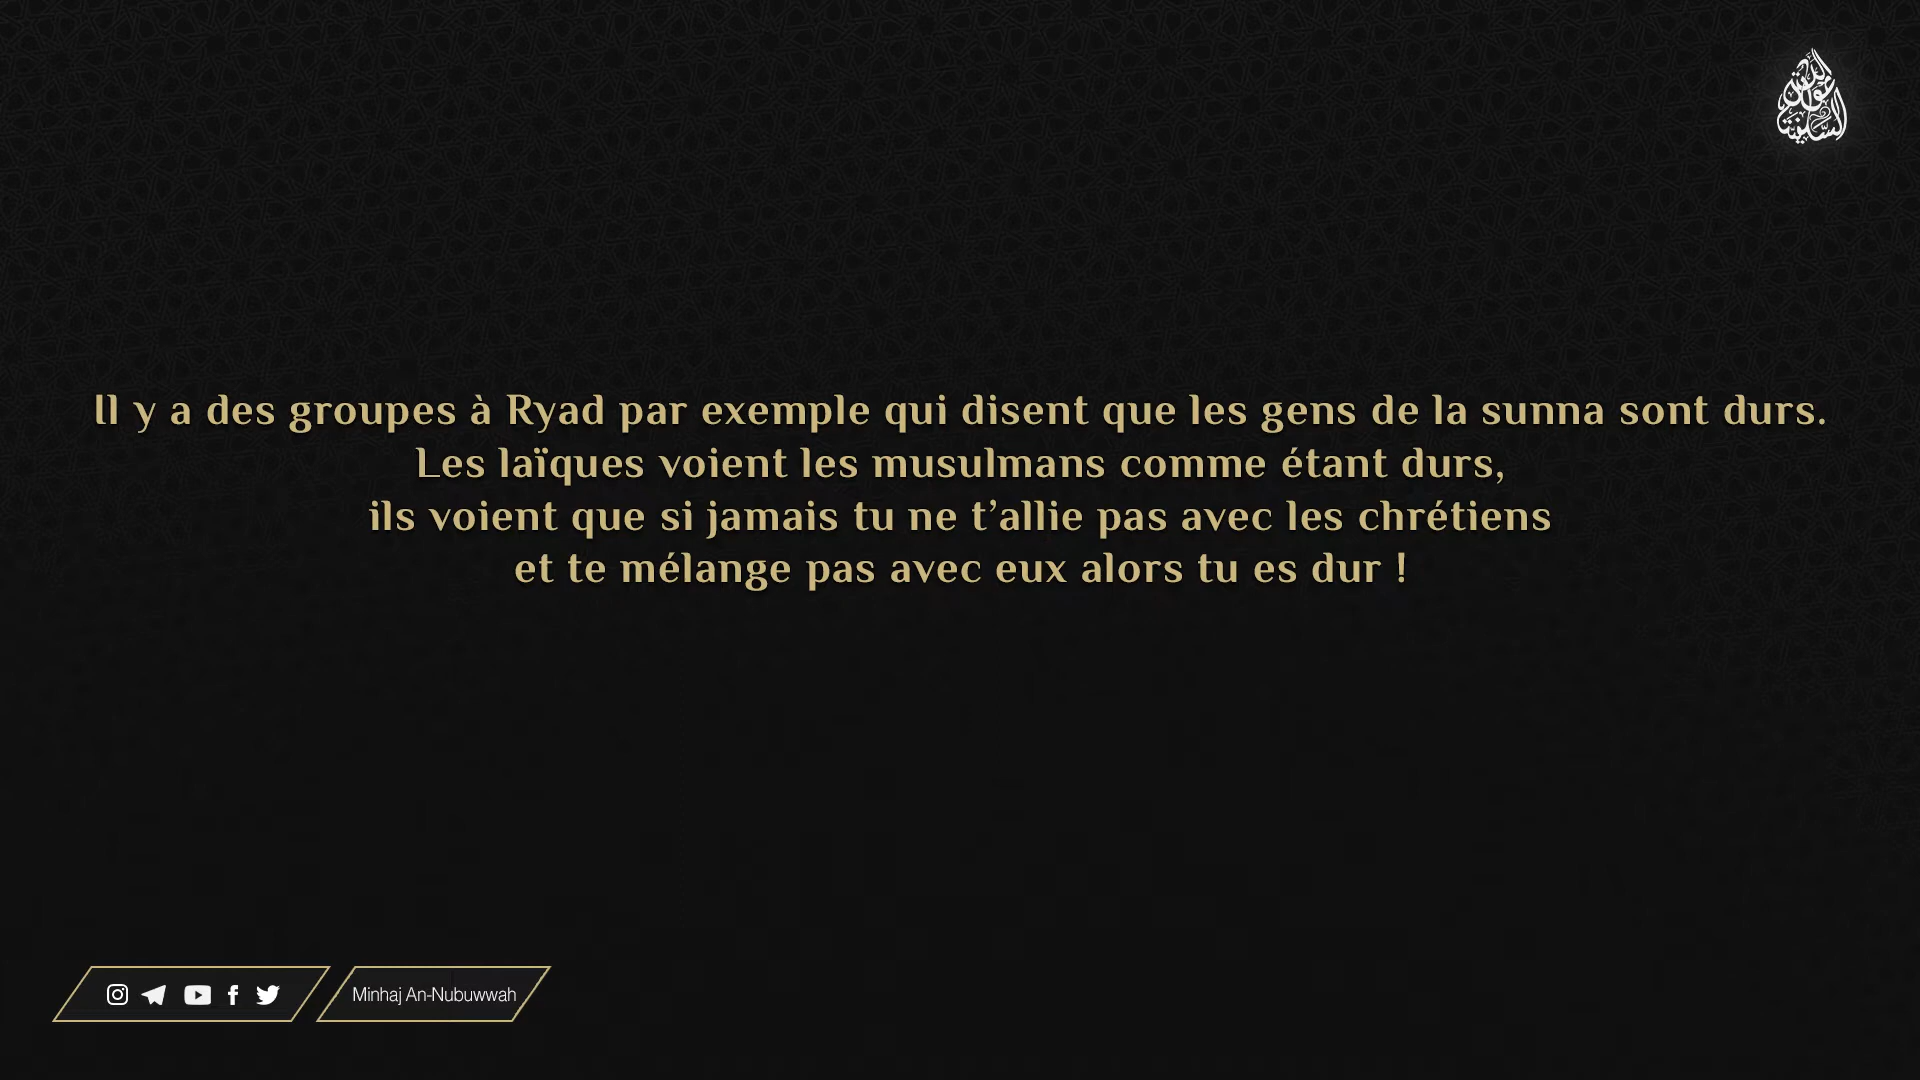 Il y a des groupes à Ryad par exemple qui disent que les gens de la sunna sont durs.
Les laïques voient les musulmans comme étant durs,
ils voient que si jamais tu ne t’allie pas avec les chrétiens
et te mélange pas avec eux alors tu es dur !
Minhaj An-Nubuwwah